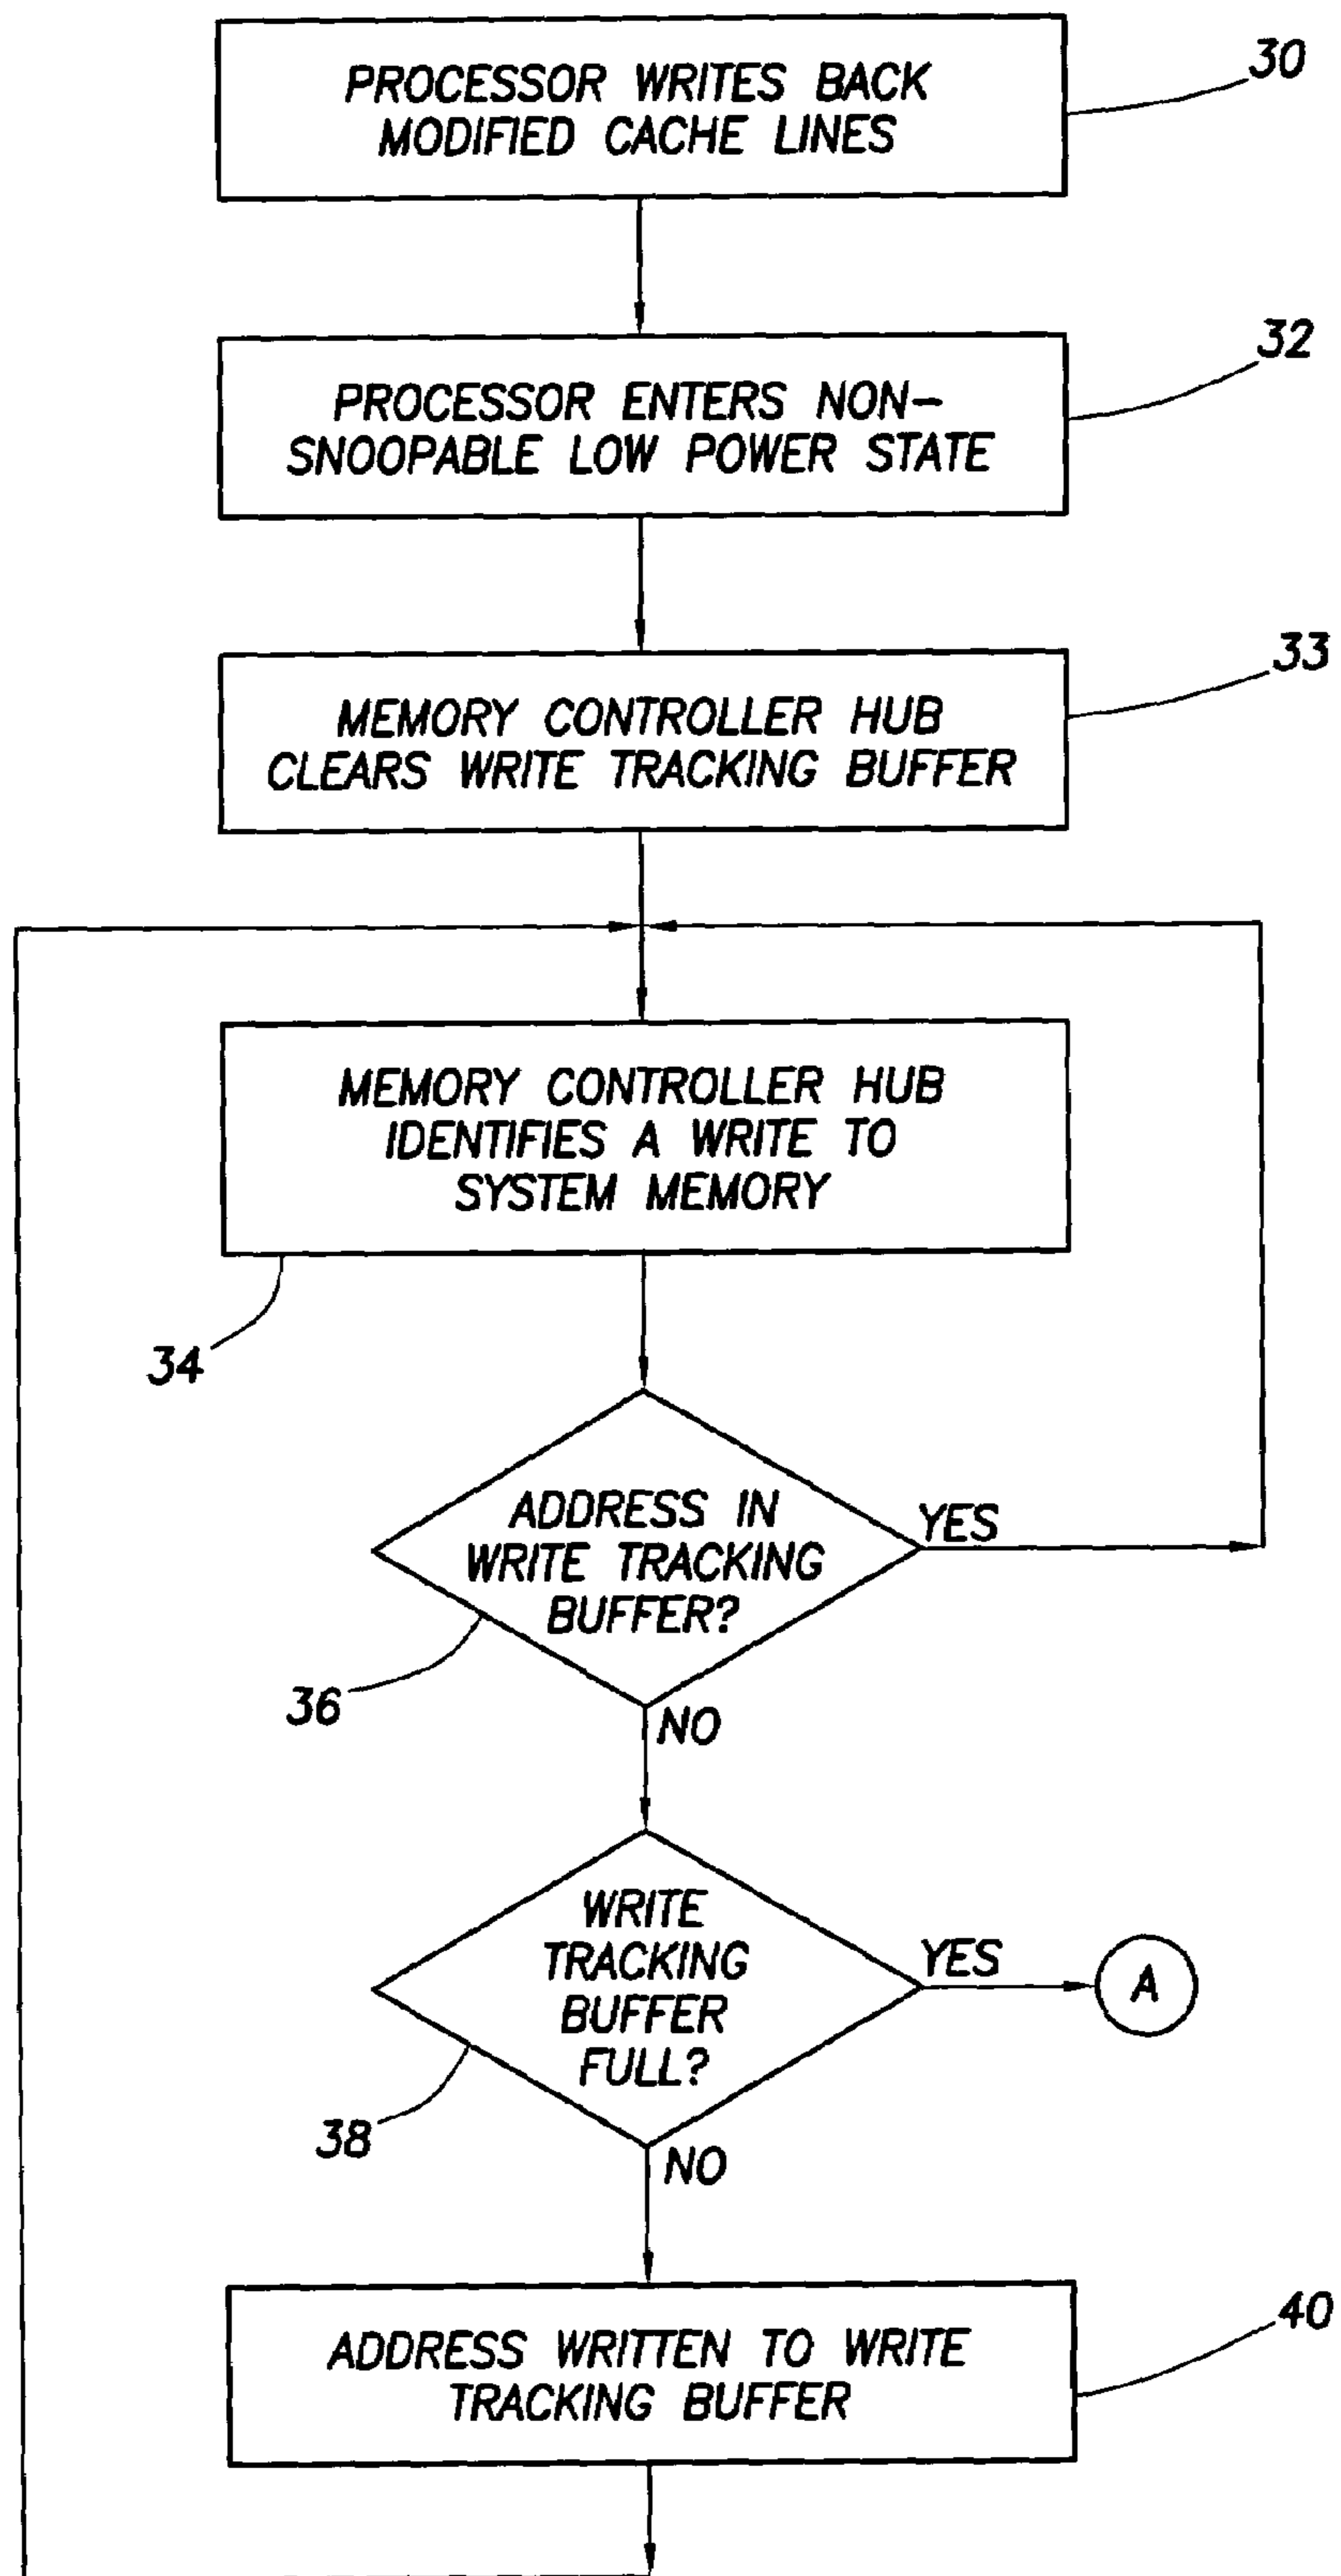 PROCESSOR WRITES BACK
MODIFIED CACHE LINES
30
PROCESSOR ENTERS NON-
SNOOPABLE LOW POWER STATE
32
MEMORY CONTROLLER HUB
CLEARS WRITE TRACKING BUFFER
33
MEMORY CONTROLLER HUB
IDENTIFIES A WRITE TO
SYSTEM MEMORY
34
ADDRESS IN
WRITE TRACKING
BUFFER?
YES
36
NO
WRITE
TRACKING
BUFFER
FULL?
YES
A
38
NO
ADDRESS WRITTEN TO WRITE
TRACKING BUFFER
40